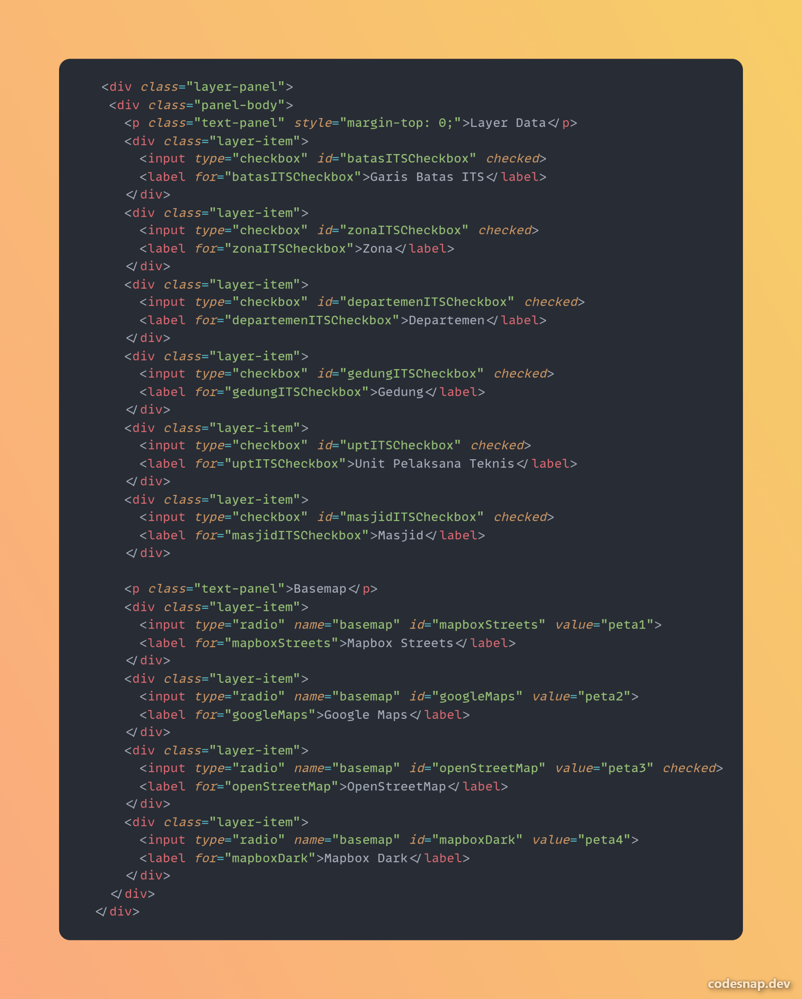 <div class="layer-panel">
<div class="panel-body">
<p class="text-panel" style="margin-top: 0;">Layer Data</p>
<div class="layer-item">
<input type="checkbox" id="batasITSCheckbox" checked>
<label for="batasITSCheckbox">Garis Batas ITS</label>
</div>
<div class="layer-item">
<input type="checkbox" id="zonaITSCheckbox" checked>
<label for="zonaITSCheckbox">Zona</label>
</div>
<div class="layer-item">
<input type="checkbox" id="departemenITSCheckbox" checked>
<label for="departemenITSCheckbox">Departemen</label>
</div>
<div class="layer-item">
<input type="checkbox" id="gedungITSCheckbox" checked>
<label for="gedungITSCheckbox">Gedung</label>
</div>
<div class="layer-item">
<input type="checkbox" id="uptITSCheckbox" checked>
<label for="uptITSCheckbox">Unit Pelaksana Teknis</label>
</div>
<div class="layer-item">
<input type="checkbox" id="masjidITSCheckbox" checked>
<label for="masjidITSCheckbox">Masjid</label>
</div>
<p class="text-panel">Basemap</p>
<div class="layer-item">
<input type="radio" name="basemap" id="mapboxStreets" value="peta1">
<label for="mapboxStreets">Mapbox Streets</label>
</div>
<div class="layer-item">
<input type="radio" name="basemap" id="googleMaps" value="peta2">
<label for="googleMaps">Google Maps</label>
</div>
<div class="layer-item">
<input type="radio" name="basemap" id="openStreetMap" value="peta3" checked>
<label for="openStreetMap">OpenStreetMap</label>
</div>
<div class="layer-item">
<input type="radio" name="basemap" id="mapboxDark" value="peta4">
<label for="mapboxDark">Mapbox Dark</label>
</div>
</div>
</div>
codesnap.dev